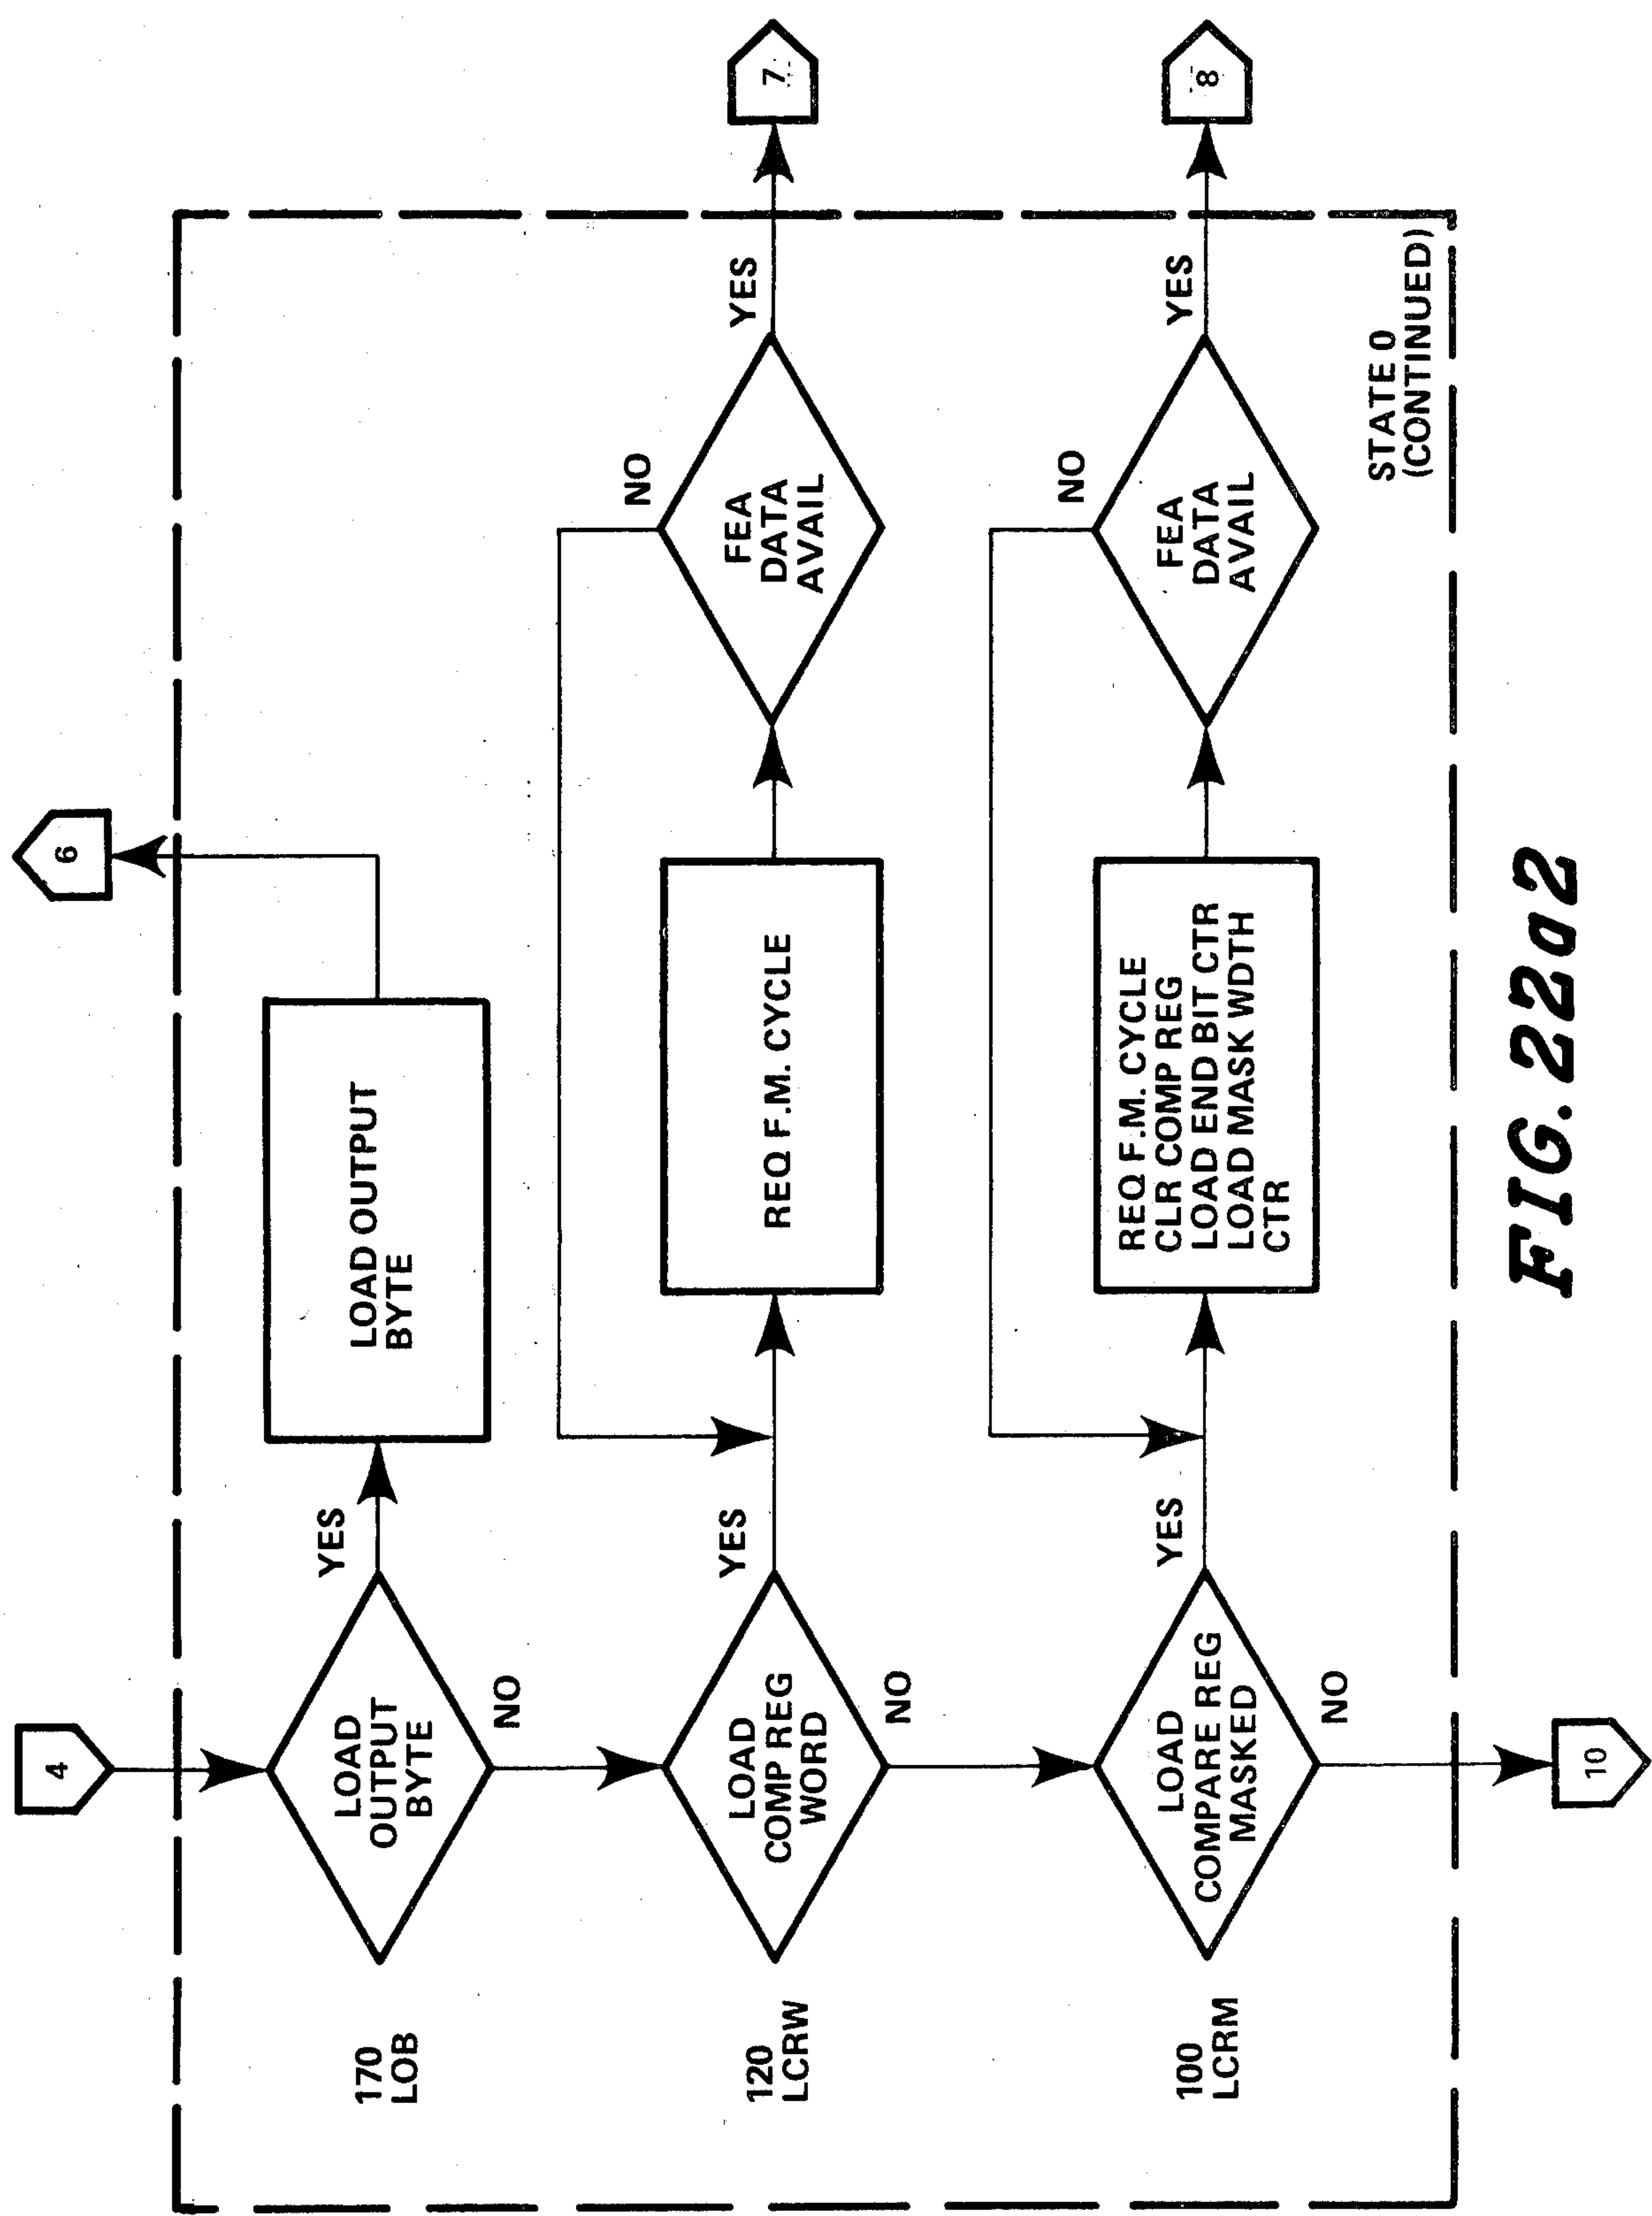 4
6
170
LOB
LOAD
OUTPUT
BYTE
YES
NO
LOAD OUTPUT
BYTE
120
LCRW
LOAD
COMP REG
WORD
YES
NO
REQ F.M. CYCLE
FEA
DATA
AVAIL
NO
YES
7
100
LCRM
LOAD
COMPARE REG
MASKED
YES
NO
REQ F.M. CYCLE
CLR COMP REG
LOAD END BIT CTR
LOAD MASK WDTH
CTR
FEA
DATA
AVAIL
NO
YES
8
STATE 0
(CONTINUED)
10
FIG. 22a2